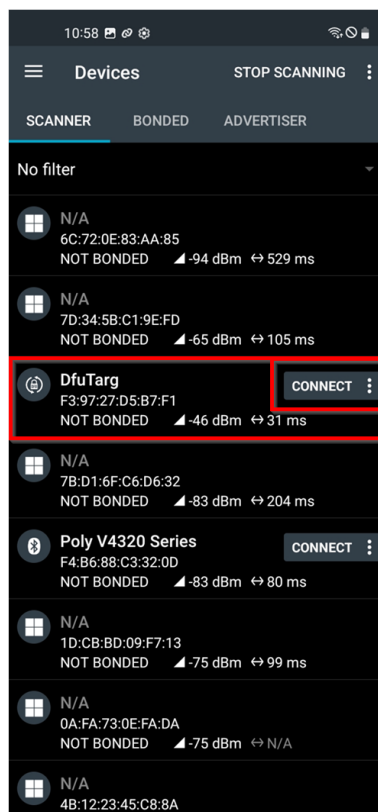 10:58
Devices
STOP SCANNING
SCANNER
BONDED
ADVERTISER
No filter
N/A
6C:72:0E:83:AA:85
NOT BONDED -94 dBm ↔ 529 ms
N/A
7D:34:5B:C1:9E:FD
NOT BONDED -65 dBm ↔ 105 ms
DfuTarg
CONNECT
F3:97:27:D5:B7:F1
NOT BONDED -46 dBm ↔ 31 ms
N/A
7B:D1:6F:C6:D6:32
NOT BONDED -83 dBm ↔ 204 ms
Poly V4320 Series
CONNECT
F4:B6:88:C3:32:0D
NOT BONDED -83 dBm ↔ 80 ms
N/A
1D:CB:BD:09:F7:13
NOT BONDED -75 dBm ↔ 99 ms
N/A
0A:FA:73:0E:FA:DA
NOT BONDED -75 dBm ↔ N/A
N/A
4B:12:23:45:C8:8A